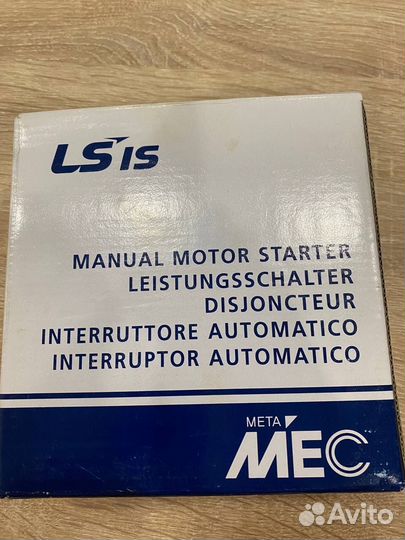 LS IS
MANUAL MOTOR STARTER
LEISTUNGSSCHALTER
DISJONCTEUR
INTERRUTTORE AUTOMATICO
INTERRUPTOR AUTOMATICO
META
MEC
Avito